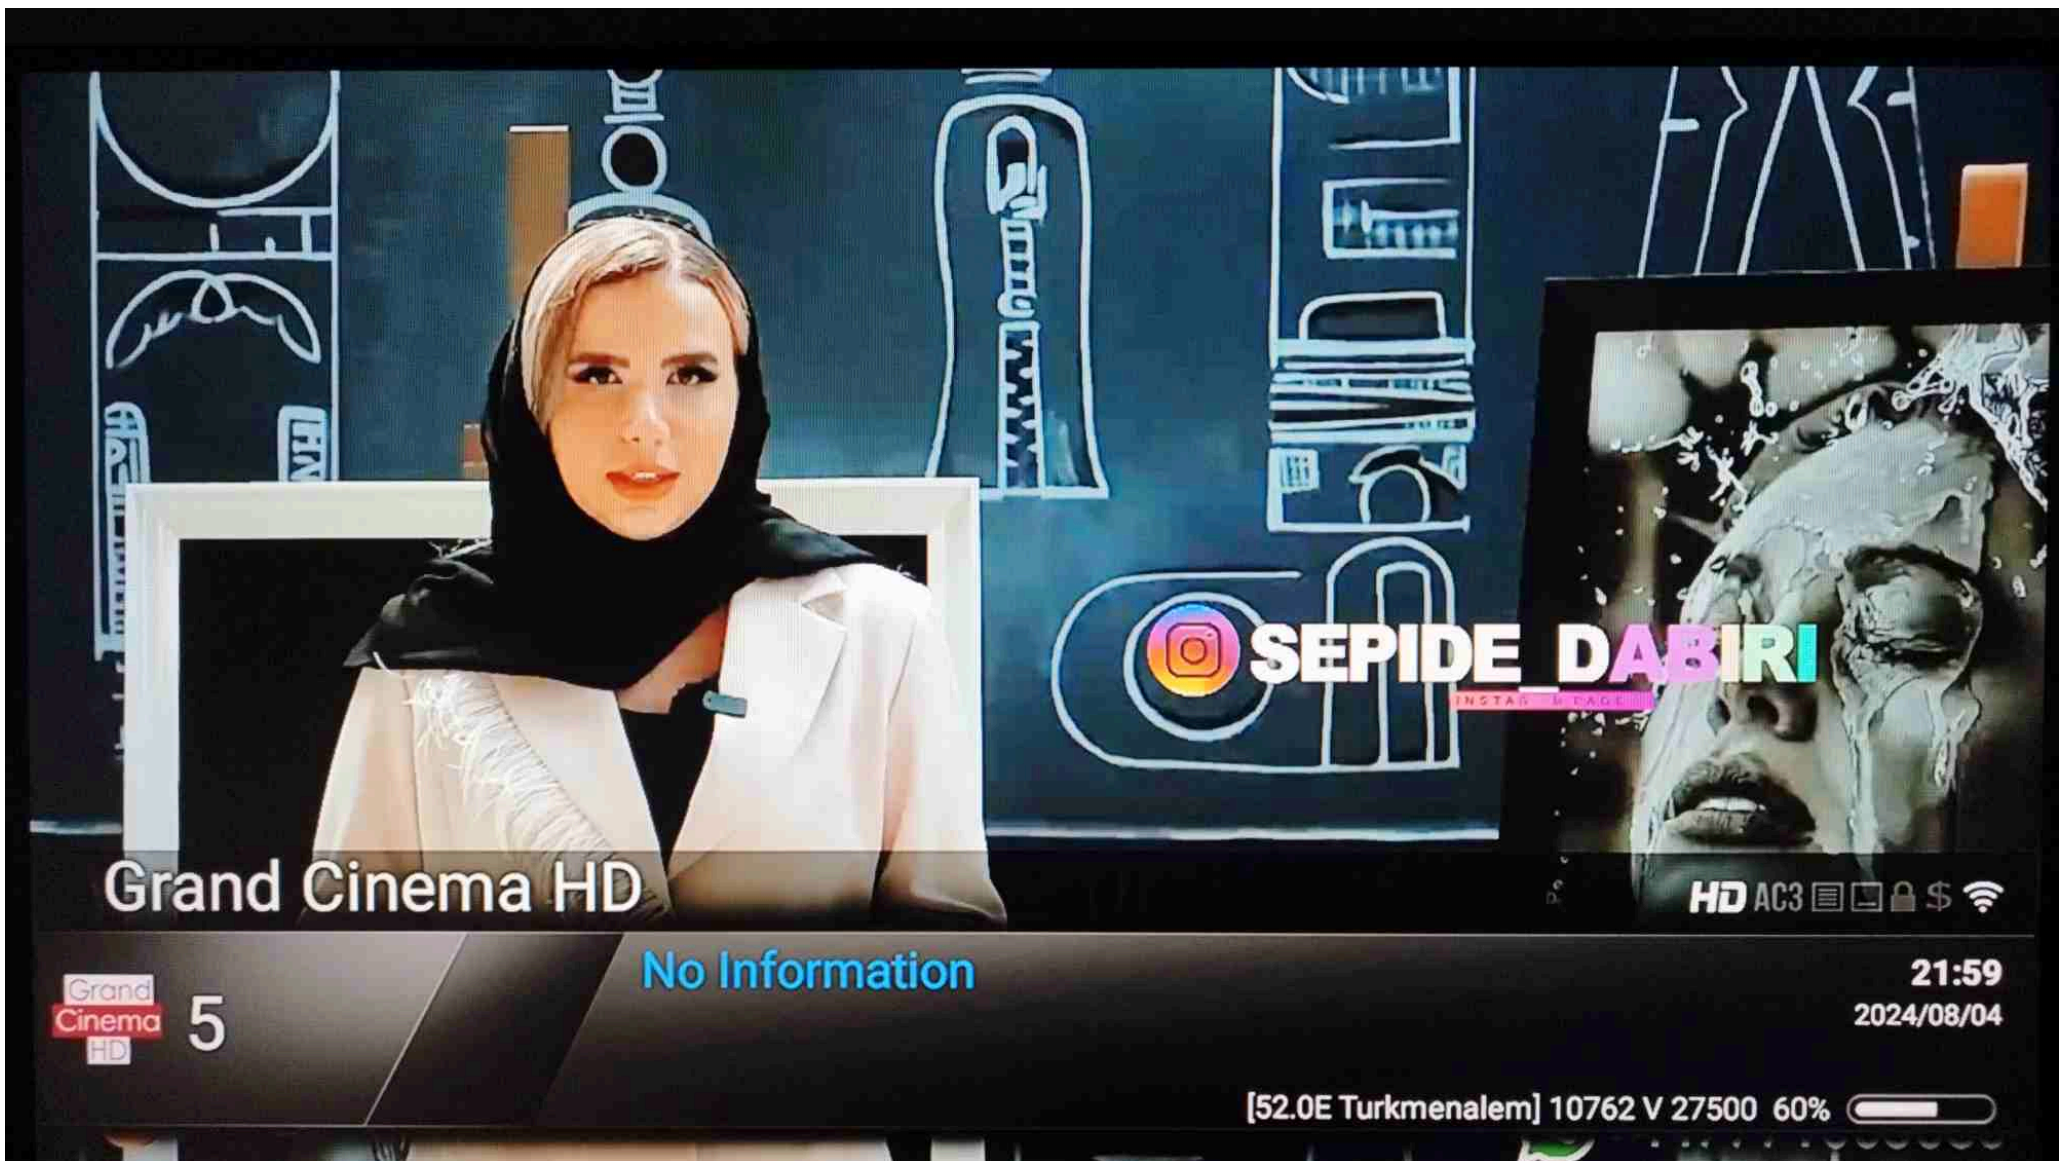 SEPIDE_DABIRI
Grand Cinema HD
HD AC3
No Information
Grand
Cinema
HD
5
21:59
2024/08/04
[52.0E Turkmenalem] 10762 V 27500 60%